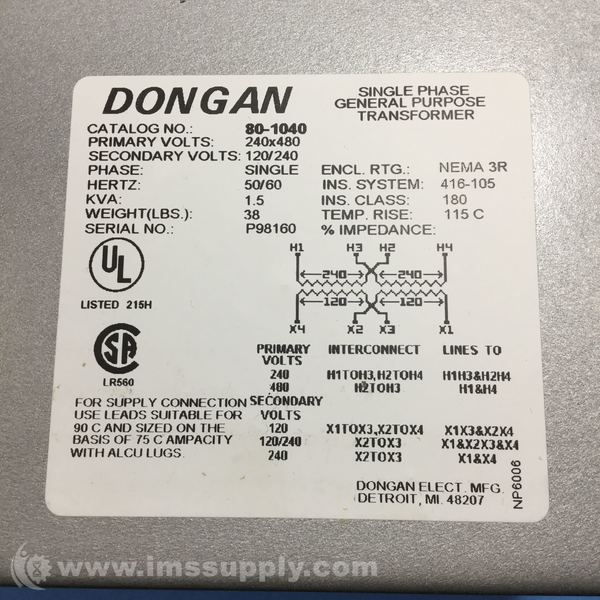 DONGAN
SINGLE PHASE
GENERAL PURPOSE
TRANSFORMER
CATALOG NO.: 80-1040
PRIMARY VOLTS: 240x480
SECONDARY VOLTS: 120/240
PHASE: SINGLE ENCL. RTG.: NEMA 3R
HERTZ: 50/60 INS. SYSTEM: 416-105
KVA: 1.5 INS. CLASS: 180
WEIGHT(LBS.): 38 TEMP. RISE: 115 C
SERIAL NO.: P98160 % IMPEDANCE:
UL
LISTED 215H
H1 H3 H2 H4
240 240
120 120
X4 X2 X3 X1
SA
LR560
PRIMARY INTERCONNECT LINES TO
VOLTS
240 H1TOH3,H2TOH4 H1H3&H2H4
480 H2TOH3 H1&H4
FOR SUPPLY CONNECTION
USE LEADS SUITABLE FOR
90 C AND SIZED ON THE
BASIS OF 75 C AMPACITY
WITH ALCU LUGS.
SECONDARY
VOLTS
120 X1TOX3,X2TOX4 X1X3&X2X4
120/240 X2TOX3 X1&X2X3&X4
240 X2TOX3 X1&X4
DONGAN ELECT. MFG.
DETROIT, MI. 48207
NP6006
www.imssupply.com